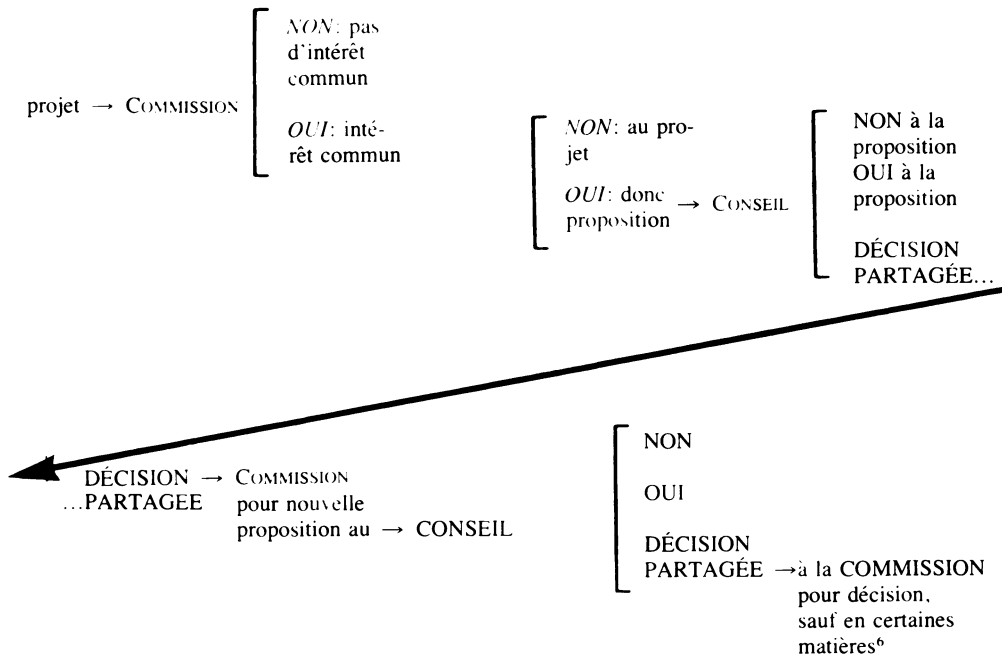 NON: pas
d'intérêt
commun
projet → COMMISSION
OUI: inté-
rêt commun
NON: au pro-
jet
OUI: donc
proposition → CONSEIL
NON à la
proposition
OUI à la
proposition
DÉCISION
PARTAGÉE...
DÉCISION → COMMISSION
...PARTAGEE pour nouvelle
proposition au → CONSEIL
NON
OUI
DÉCISION
PARTAGÉE → à la COMMISSION
pour décision,
sauf en certaines
matières⁶